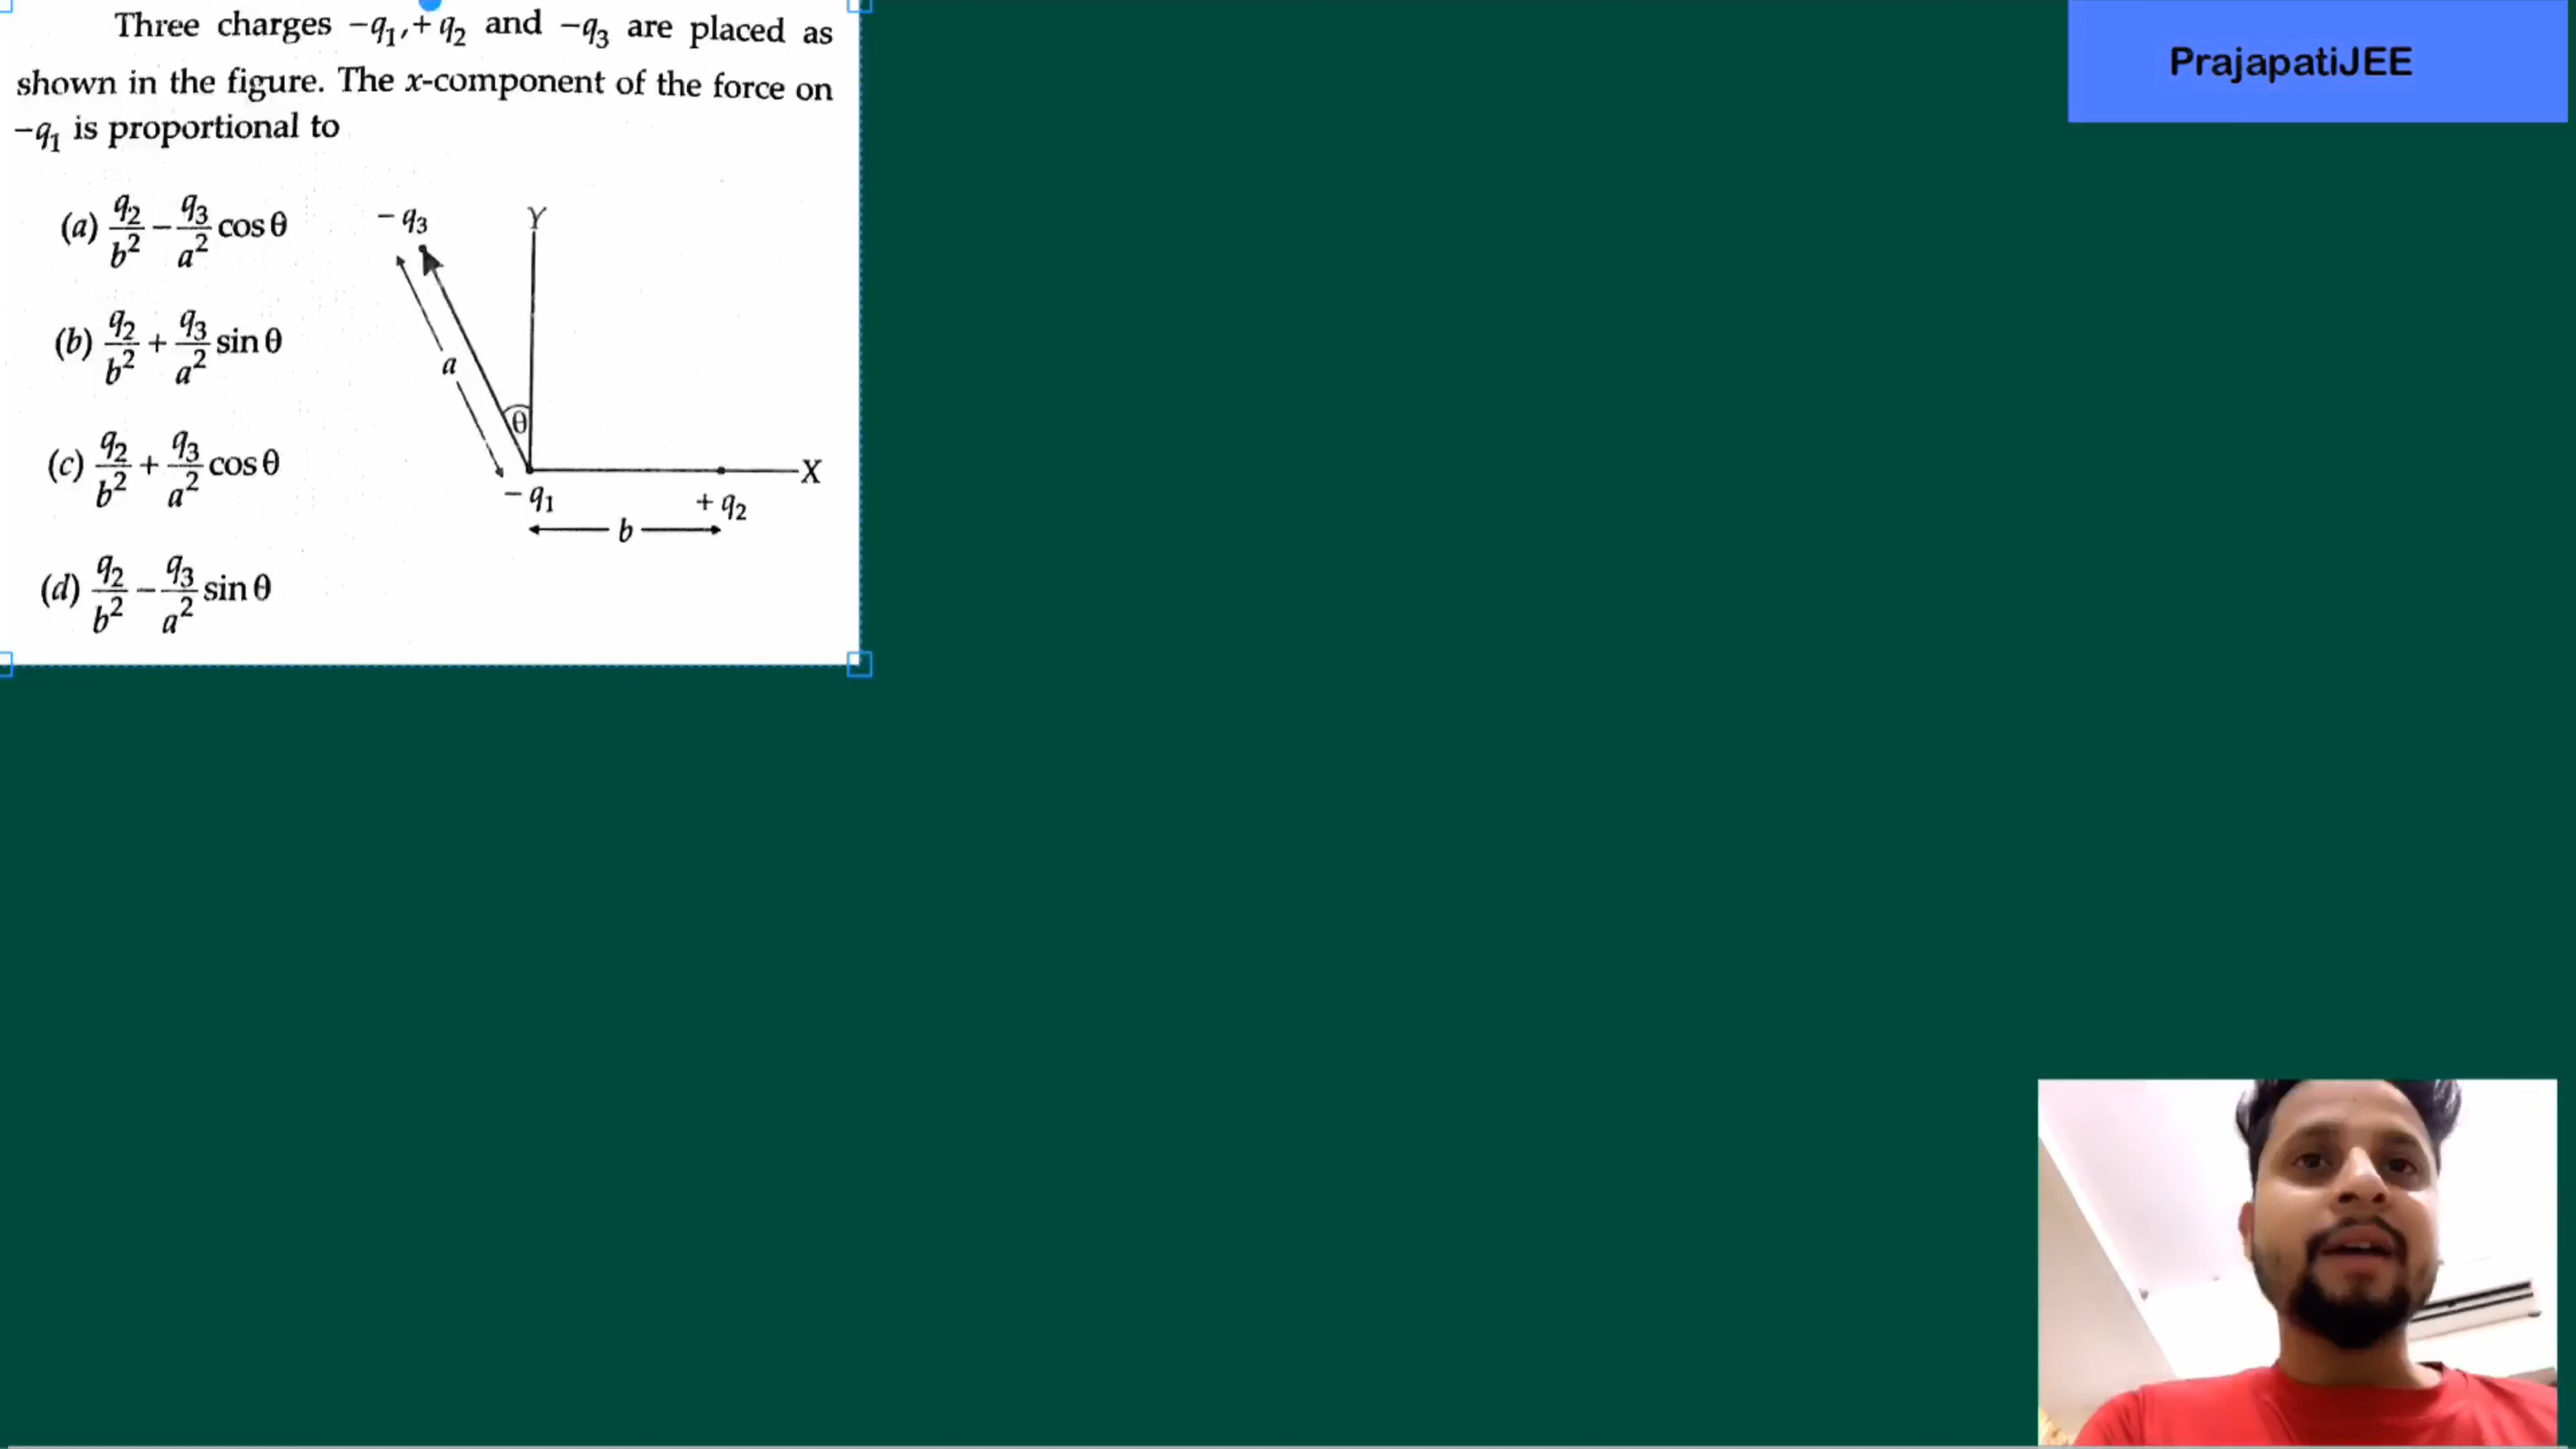 Three charges −q₁, + q₂ and −q₃ are placed as
shown in the figure. The x-component of the force on
−q₁ is proportional to
(a) q₂/b² − q₃/a² cos θ
(b) q₂/b² + q₃/a² sin θ
(c) q₂/b² + q₃/a² cos θ
(d) q₂/b² − q₃/a² sin θ
− q₃
Y
a
θ
X
− q₁
+ q₂
b
PrajapatiJEE